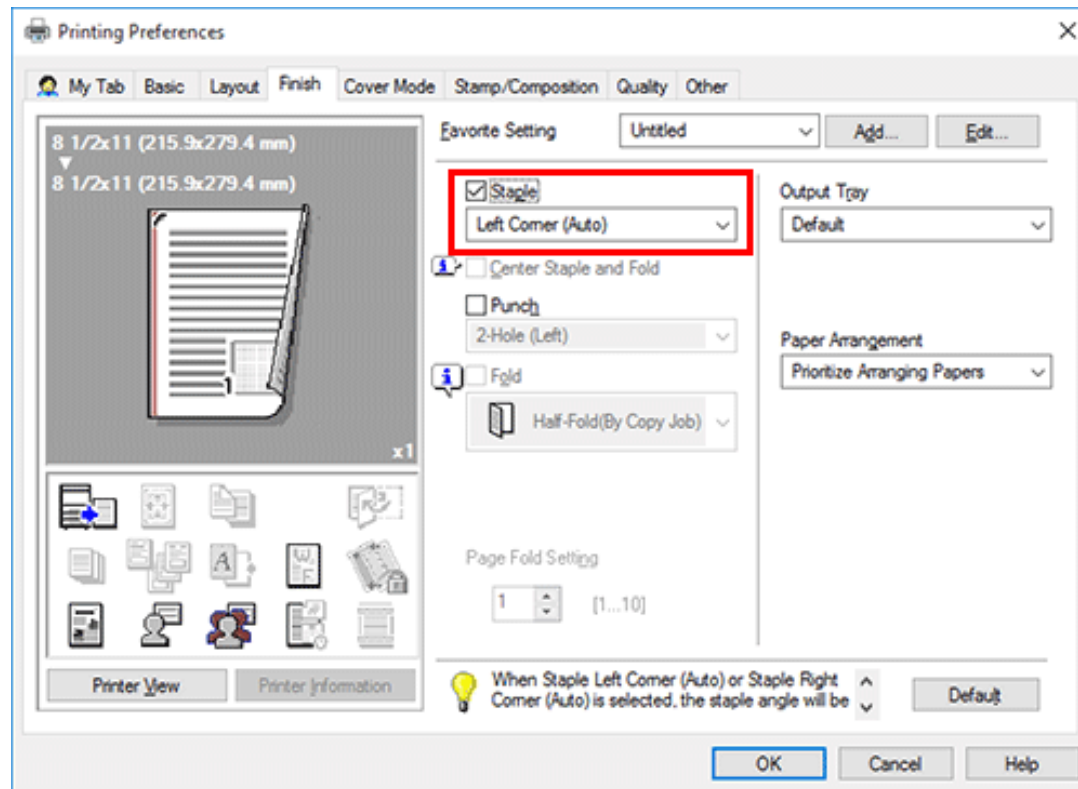 Printing Preferences
My Tab Basic Layout Finish Cover Mode Stamp/Composition Quality Other
8 1/2x11 (215.9x279.4 mm)
8 1/2x11 (215.9x279.4 mm)
1
x1
Printer View Printer Information
Favorite Setting Untitled Add... Edit...
Staple
Left Corner (Auto)
Center Staple and Fold
Punch
2-Hole (Left)
Fold
Half-Fold(By Copy Job)
Page Fold Setting
1 [1...10]
Output Tray
Default
Paper Arrangement
Prioritize Arranging Papers
When Staple Left Corner (Auto) or Staple Right
Corner (Auto) is selected, the staple angle will be
Default
OK Cancel Help